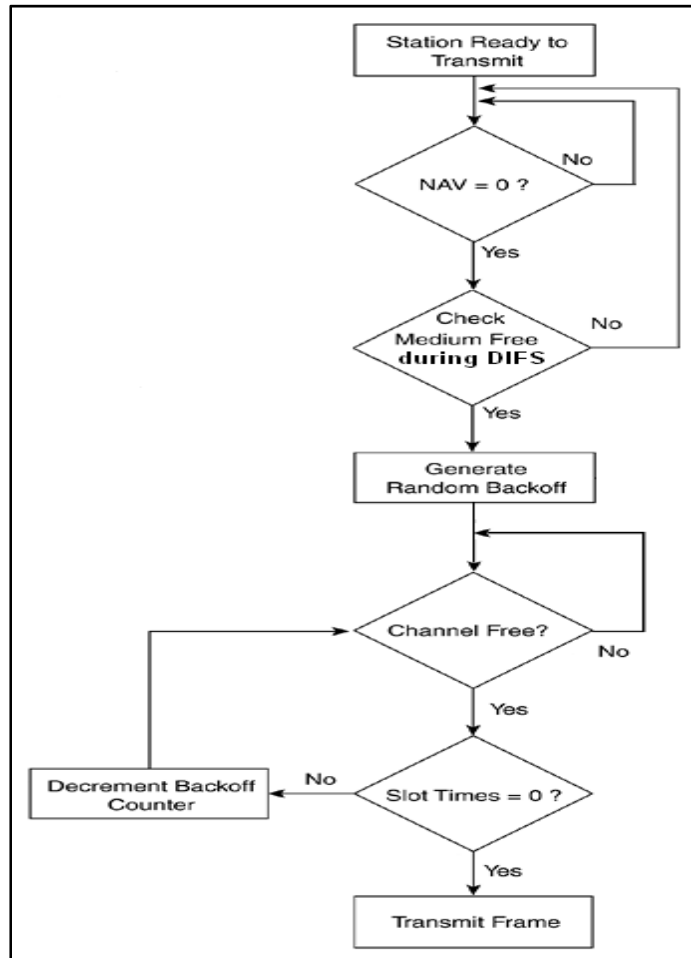 Station Ready to
Transmit
No
NAV = 0 ?
Yes
Check
Medium Free
during DIFS
No
Yes
Generate
Random Backoff
Channel Free?
No
Yes
Decrement Backoff
Counter
No
Slot Times = 0 ?
Yes
Transmit Frame